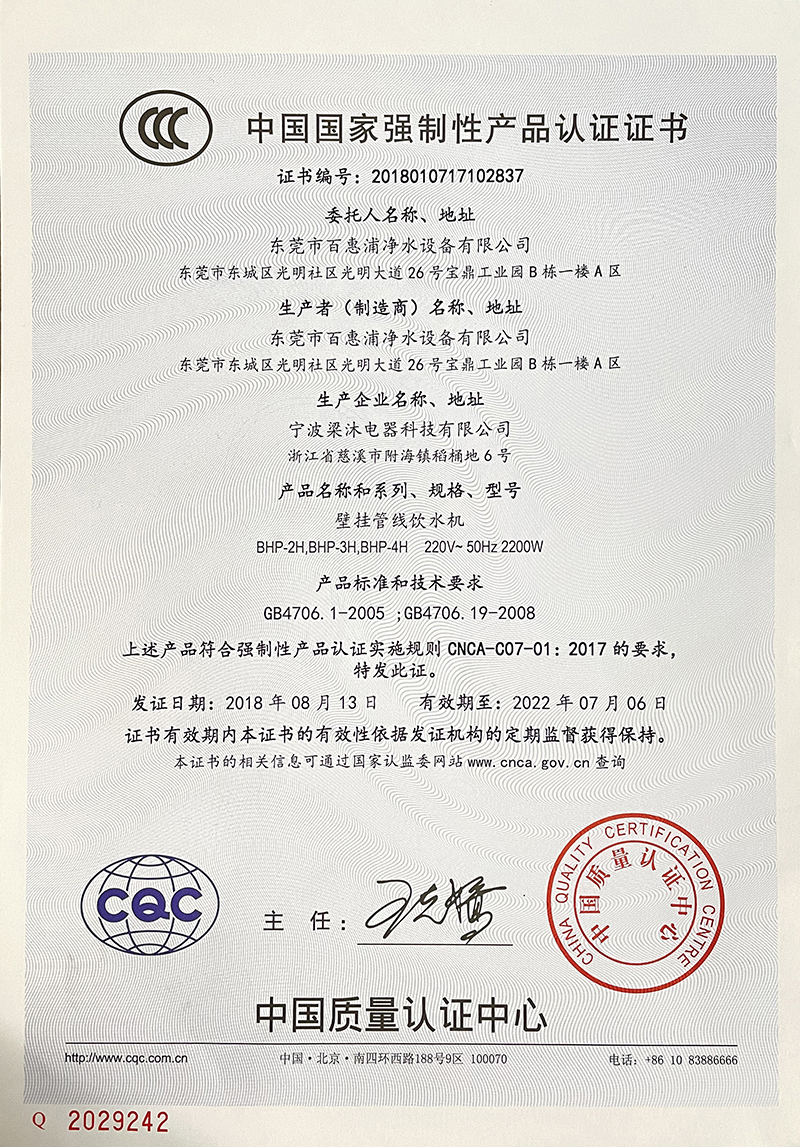 CCC
中国国家强制性产品认证证书
证书编号：2018010717102837
委托人名称、地址
东莞市百惠浦净水设备有限公司
东莞市东城区光明社区光明大道 26 号宝鼎工业园 B 栋一楼 A 区
生产者（制造商）名称、地址
东莞市百惠浦净水设备有限公司
东莞市东城区光明社区光明大道 26 号宝鼎工业园 B 栋一楼 A 区
生产企业名称、地址
宁波梁沐电器科技有限公司
浙江省慈溪市附海镇稻桶地 6 号
产品名称和系列、规格、型号
壁挂管线饮水机
BHP-2H,BHP-3H,BHP-4H 220V~ 50Hz 2200W
产品标准和技术要求
GB4706.1-2005 ;GB4706.19-2008
上述产品符合强制性产品认证实施规则 CNCA-C07-01：2017 的要求，
特发此证。
发证日期：2018 年 08 月 13 日 有效期至：2022 年 07 月 06 日
证书有效期内本证书的有效性依据发证机构的定期监督获得保持。
本证书的相关信息可通过国家认监委网站 www.cnca.gov.cn 查询
CQC
主 任：
CHINA QUALITY CERTIFICATION CENTRE
中国质量认证中心
中国质量认证中心
http://www.cqc.com.cn 中国·北京·南四环西路188号9区 100070 电话：+86 10 83886666
Q 2029242